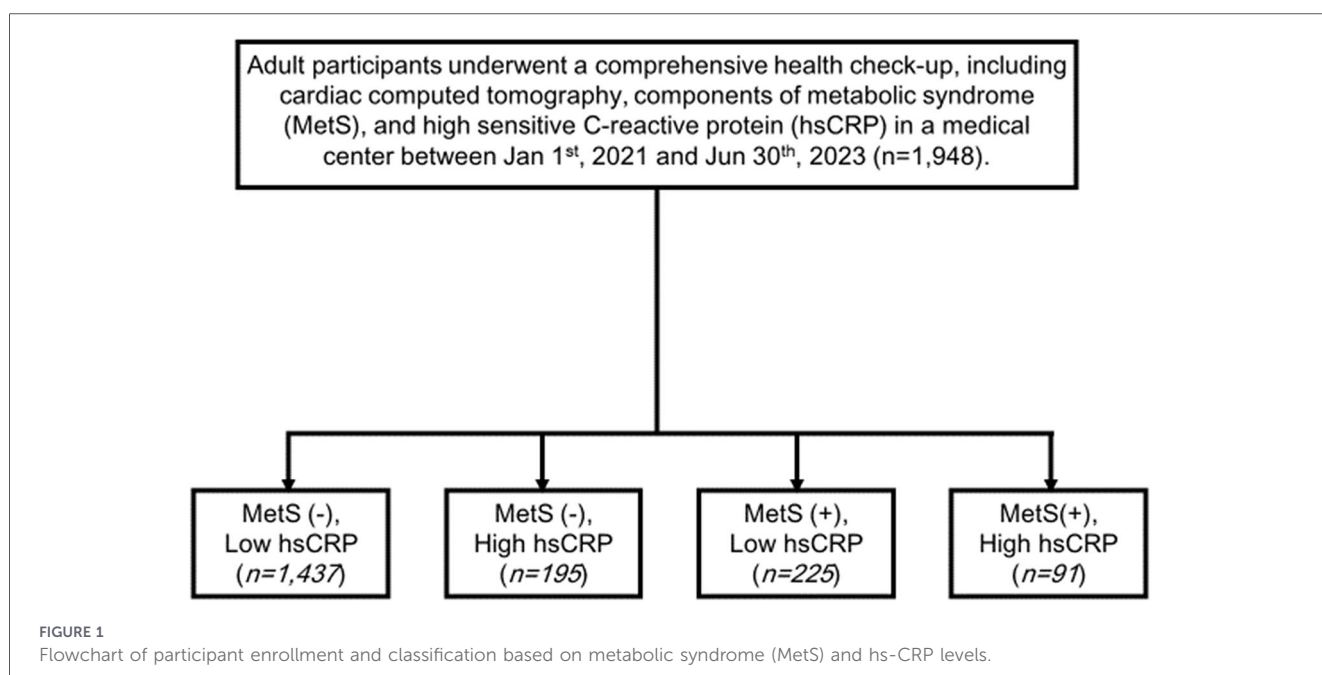 Adult participants underwent a comprehensive health check-up, including
cardiac computed tomography, components of metabolic syndrome
(MetS), and high sensitive C-reactive protein (hsCRP) in a medical
center between Jan 1st, 2021 and Jun 30th, 2023 (n=1,948).
MetS (-),
Low hsCRP
(n=1,437)
MetS (-),
High hsCRP
(n=195)
MetS (+),
Low hsCRP
(n=225)
MetS(+),
High hsCRP
(n=91)
FIGURE 1
Flowchart of participant enrollment and classification based on metabolic syndrome (MetS) and hs-CRP levels.